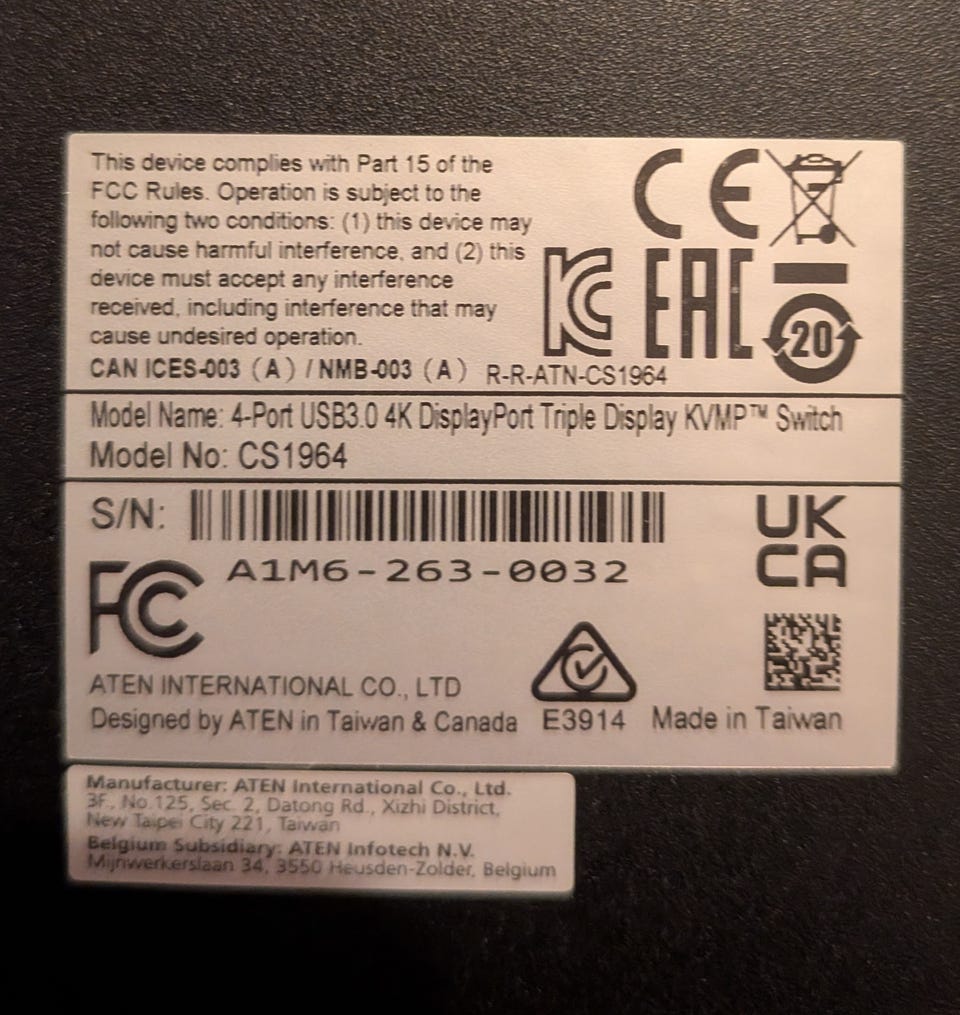 This device complies with Part 15 of the
FCC Rules. Operation is subject to the
following two conditions: (1) this device may
not cause harmful interference, and (2) this
device must accept any interference
received, including interference that may
cause undesired operation.
CAN ICES-003 (A) / NMB-003 (A) R-R-ATN-CS1964
CE
KC EAC 20
Model Name: 4-Port USB3.0 4K DisplayPort Triple Display KVMP™ Switch
Model No: CS1964
S/N:
A1M6-263-0032
UK
CA
FC
ATEN INTERNATIONAL CO., LTD
Designed by ATEN in Taiwan & Canada E3914 Made in Taiwan
Manufacturer: ATEN International Co., Ltd.
3F., No.125, Sec. 2, Datong Rd., Xizhi District,
New Taipei City 221, Taiwan
Belgium Subsidiary: ATEN Infotech N.V.
Mijnwerkerslaan 34, 3550 Heusden-Zolder, Belgium